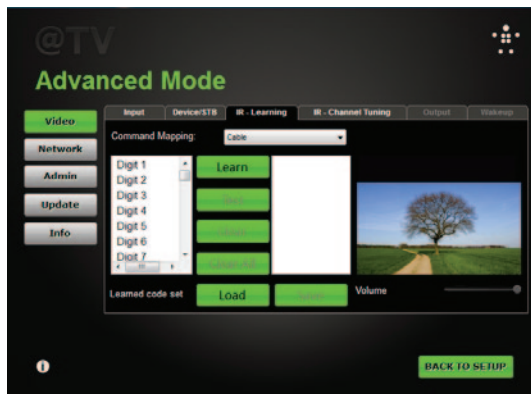 @TV
Advanced Mode
Input Device/STB IR - Learning IR - Channel Tuning Output Wakeup
Video
Network
Admin
Update
Info
Command Mapping: Cable
Digit 1
Digit 2
Digit 3
Digit 4
Digit 5
Digit 6
Digit 7
Learn
Learned code set Load Volume
BACK TO SETUP